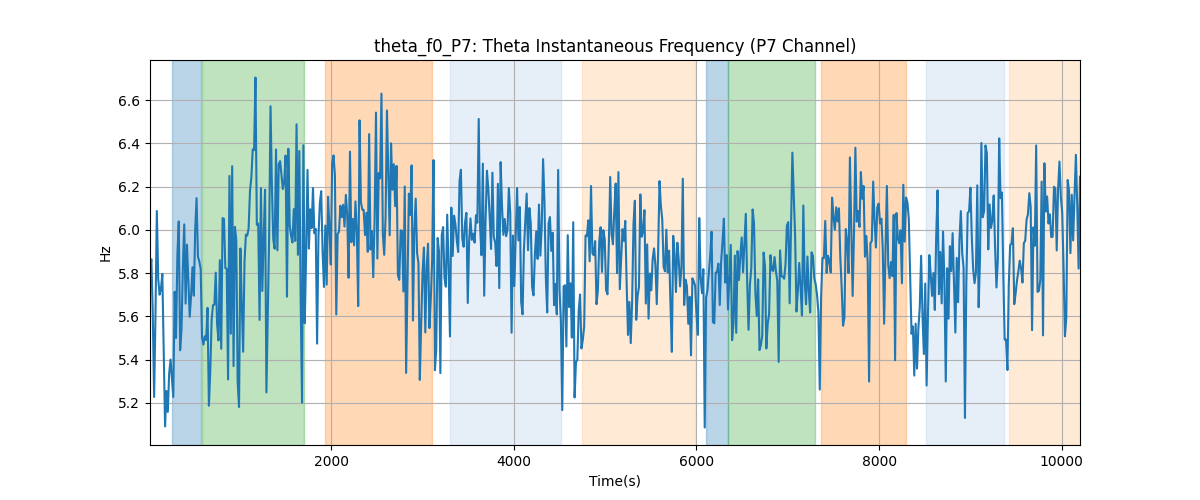 theta_f0_P7: Theta Instantaneous Frequency (P7 Channel)
Hz
6.6
6.4
6.2
6.0
5.8
5.6
5.4
5.2
2000 4000 6000 8000 10000
Time(s)